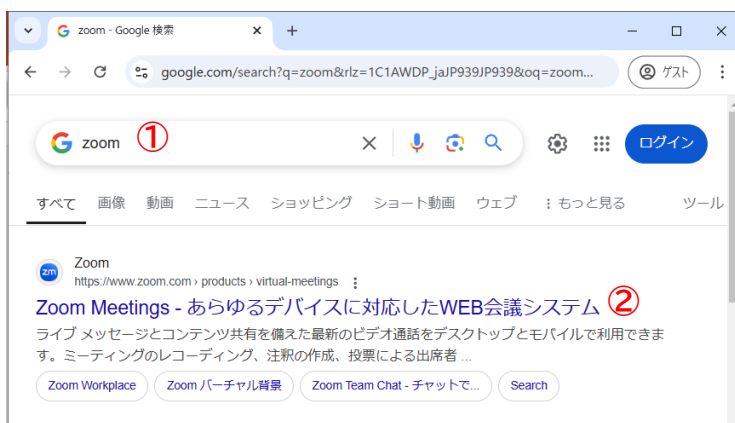 zoom - Google 検索
google.com/search?q=zoom&rlz=1C1AWDP_jaJP939JP939&oq=zoom...
ゲスト
zoom ①
ログイン
すべて 画像 動画 ニュース ショッピング ショート動画 ウェブ もっと見る ツール
zm
Zoom
https://www.zoom.com › products › virtual-meetings
Zoom Meetings - あらゆるデバイスに対応したWEB会議システム ②
ライブ メッセージとコンテンツ共有を備えた最新のビデオ通話をデスクトップとモバイルで利用できま
す。ミーティングのレコーディング、注釈の作成、投票による出席者 ...
Zoom Workplace Zoom バーチャル背景 Zoom Team Chat - チャットで... Search